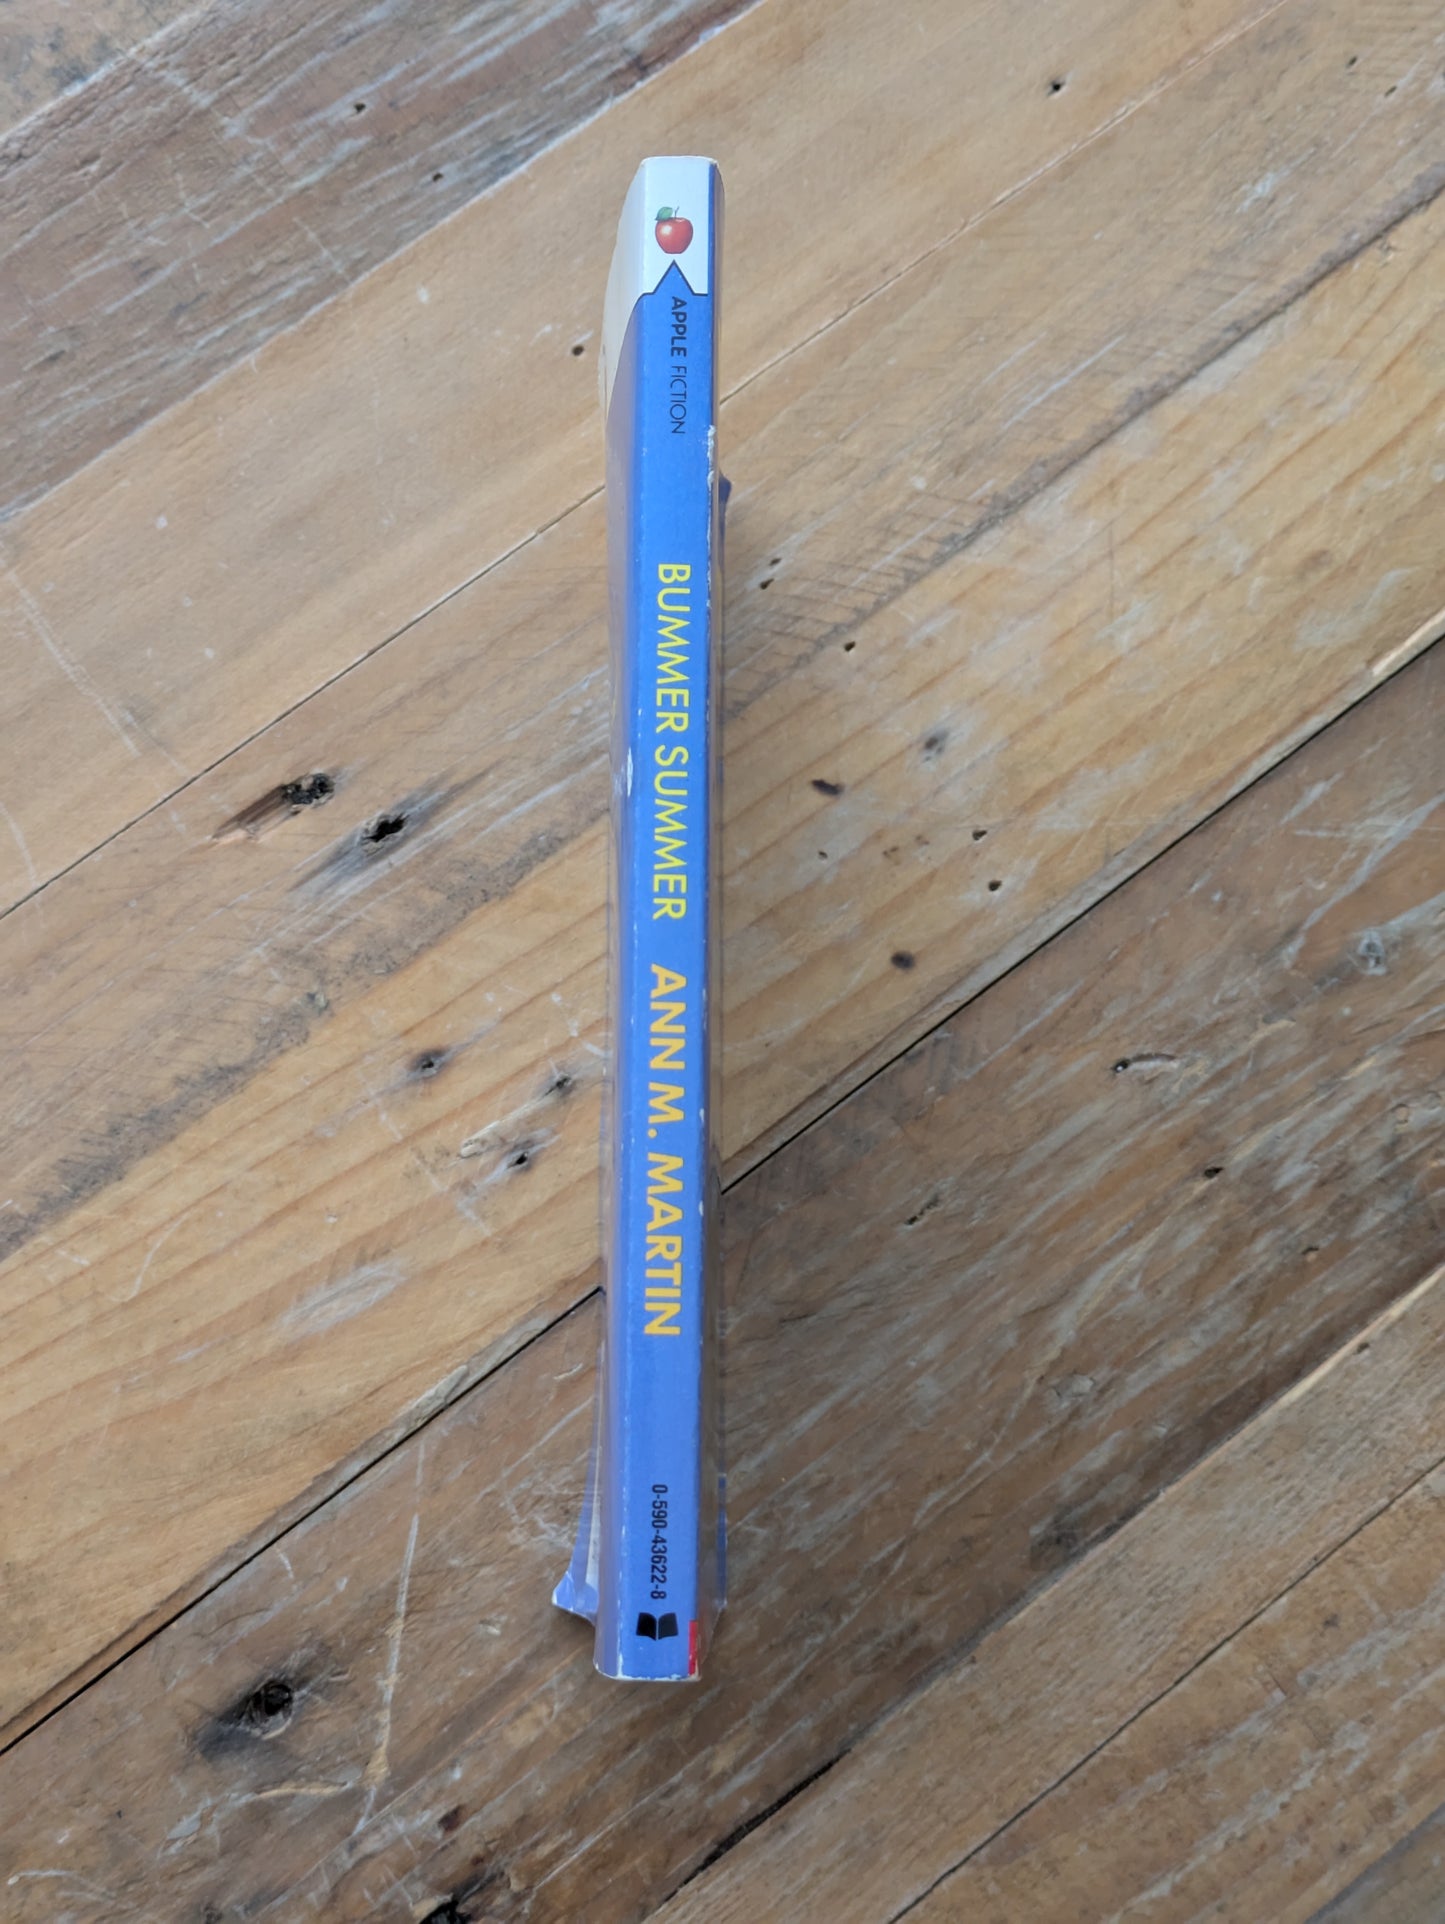 APPLE FICTION
BUMMER SUMMER
ANN M. MARTIN
0-590-43622-8